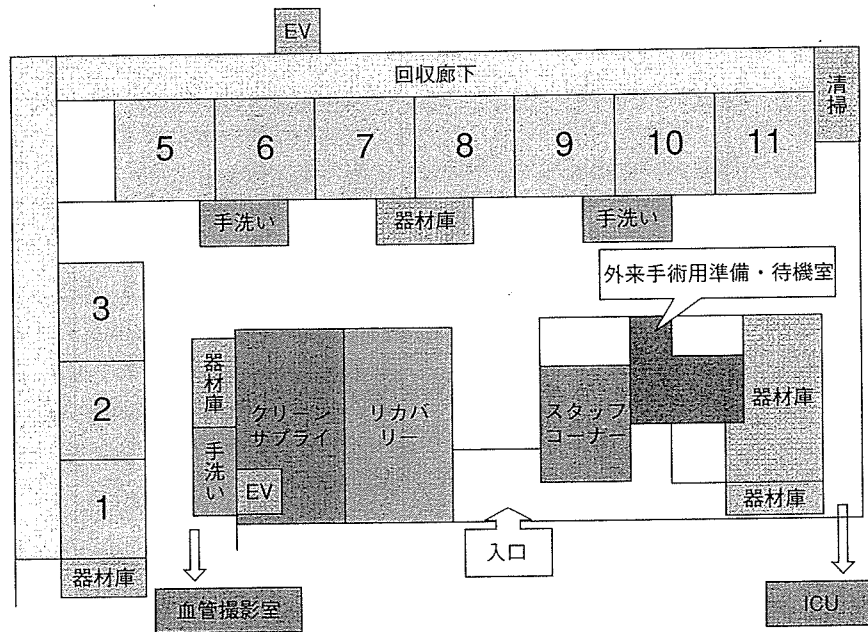 EV
回収廊下
清掃
5
6
7
8
9
10
11
手洗い
器材庫
手洗い
外来手術用準備・待機室
3
2
1
器材庫
手洗い
クリーン
サプライ
EV
リカバ
リー
スタッフ
コーナー
器材庫
器材庫
入口
器材庫
血管撮影室
ICU